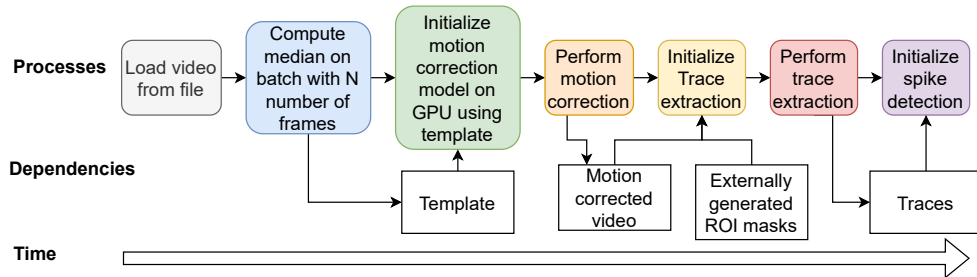 Processes
Load video
from file
Compute
median on
batch with N
number of
frames
Initialize
motion
correction
model on
GPU using
template
Perform
motion
correction
Initialize
Trace
extraction
Perform
trace
extraction
Initialize
spike
detection
Dependencies
Template
Motion
corrected
video
Externally
generated
ROI masks
Traces
Time